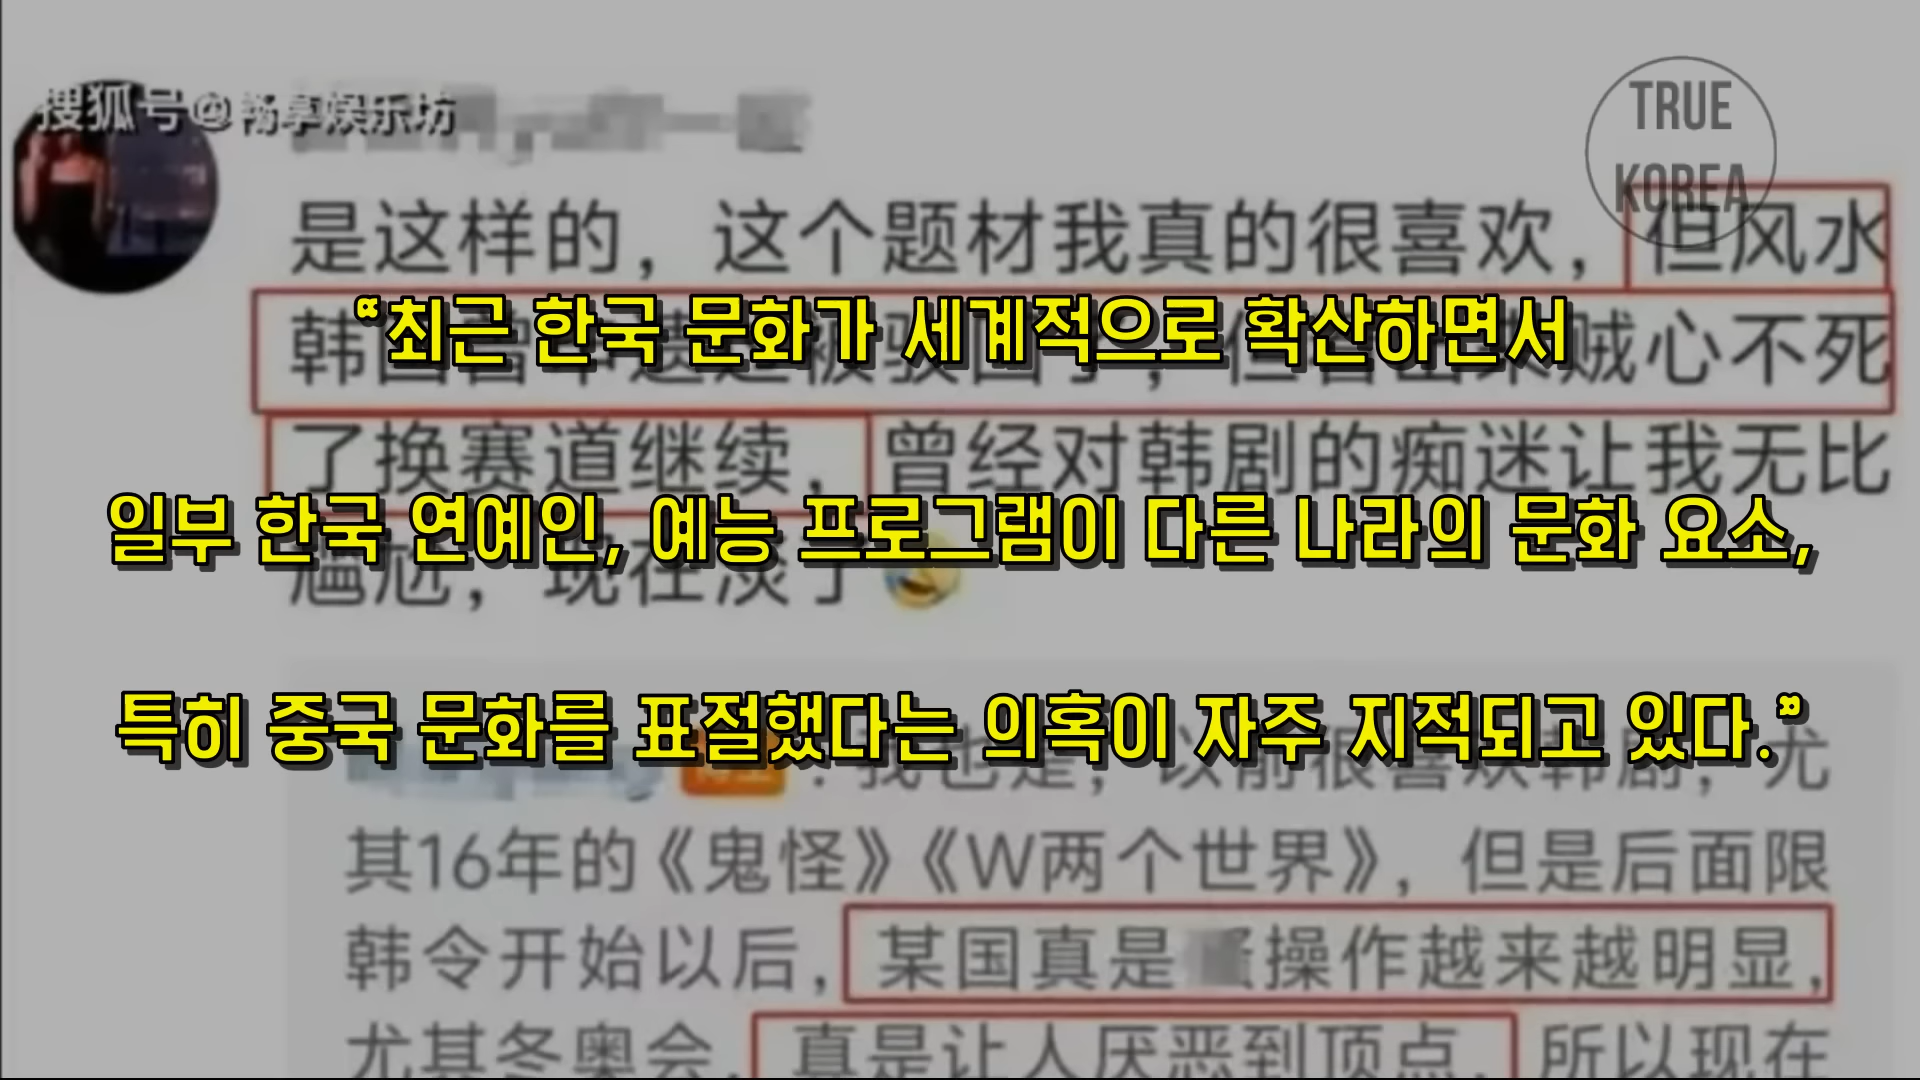 搜狐号@畅享娱乐坊
TRUE
KOREA
是这样的，这个题材我真的很喜欢，但风水
“최근 한국 문화가 세계적으로 확산하면서
韩 贼心不死
了换赛道继续，曾经对韩剧的痴迷让我无比
일부 한국 연예인, 예능 프로그램이 다른 나라의 문화 요소,
尴尬，现在淡了
특히 중국 문화를 표절했다는 의혹이 자주 지적되고 있다.”
：我也是，以前很喜欢韩剧，尤
其16年的《鬼怪》《W两个世界》，但是后面限
韩令开始以后，某国真是 操作越来越明显，
尤其冬奥会，真是让人厌恶到顶点，所以现在